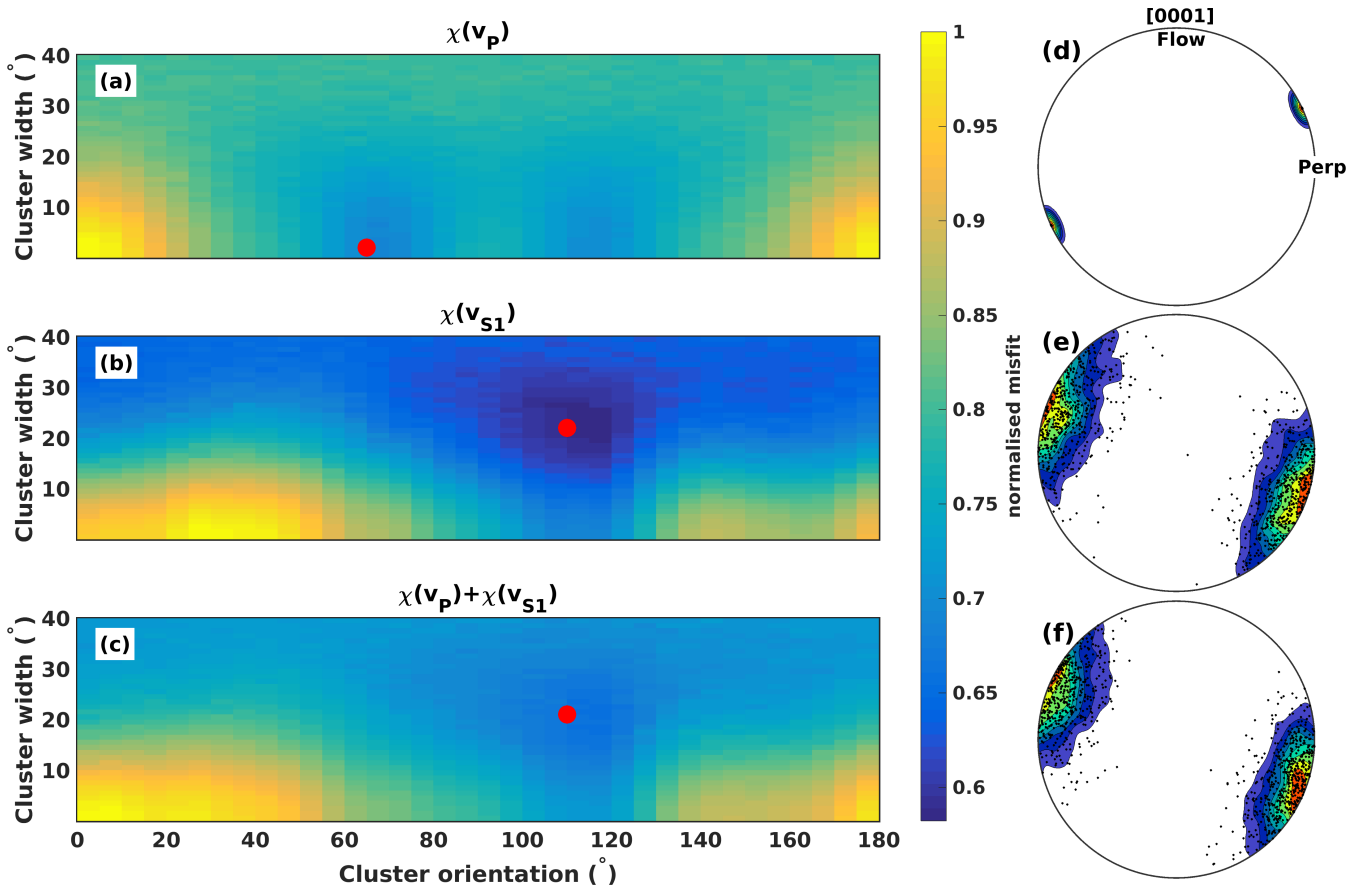 χ(v_P)
(a)
Cluster width (°)
40
30
20
10
χ(v_S1)
(b)
Cluster width (°)
40
30
20
10
χ(v_P)+χ(v_S1)
(c)
Cluster width (°)
40
30
20
10
0 20 40 60 80 100 120 140 160 180
Cluster orientation (°)
1
0.95
0.9
0.85
0.8
0.75
0.7
0.65
0.6
normalised misfit
[0001]
(d)
Flow
Perp
(e)
(f)